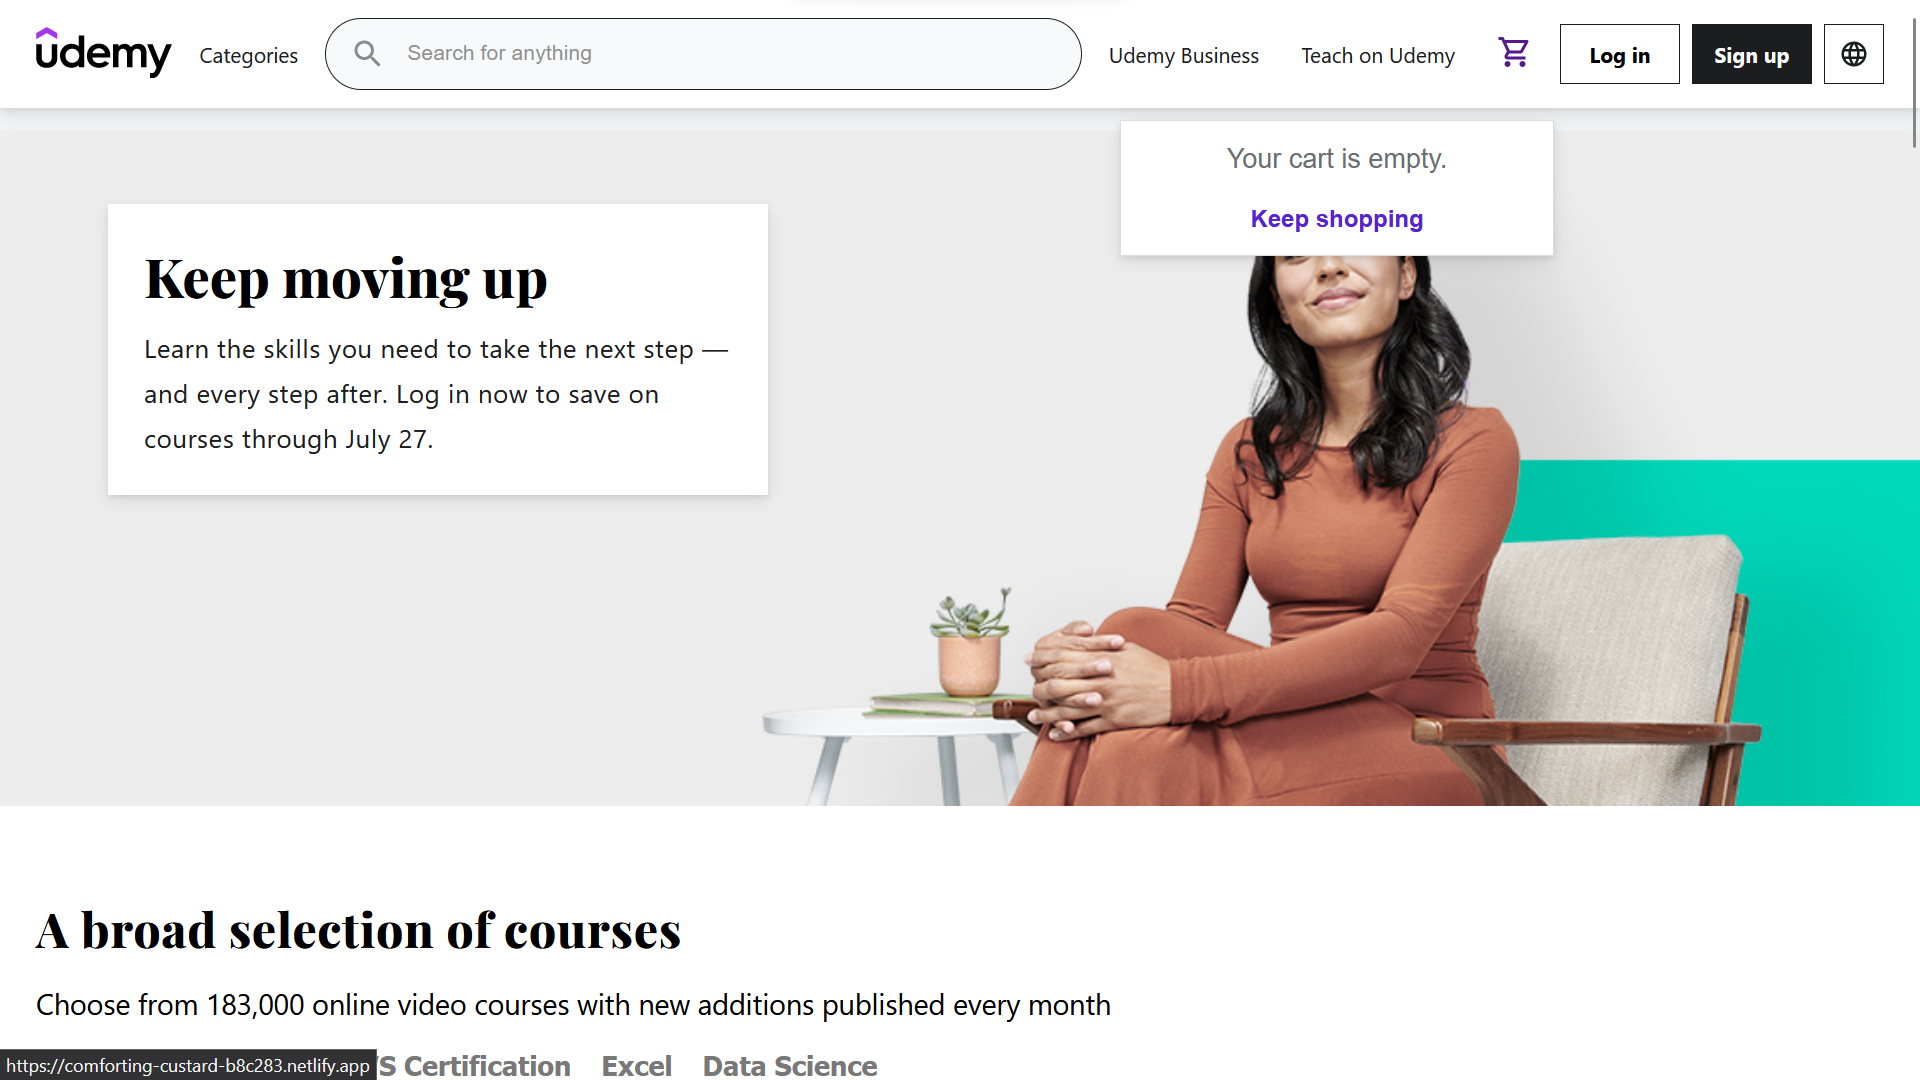 udemy
Categories
Search for anything
Udemy Business
Teach on Udemy
Log in
Sign up
Your cart is empty.
Keep shopping
Keep moving up
Learn the skills you need to take the next step —
and every step after. Log in now to save on
courses through July 27.
A broad selection of courses
Choose from 183,000 online video courses with new additions published every month
https://comforting-custard-b8c283.netlify.app
Certification
Excel
Data Science